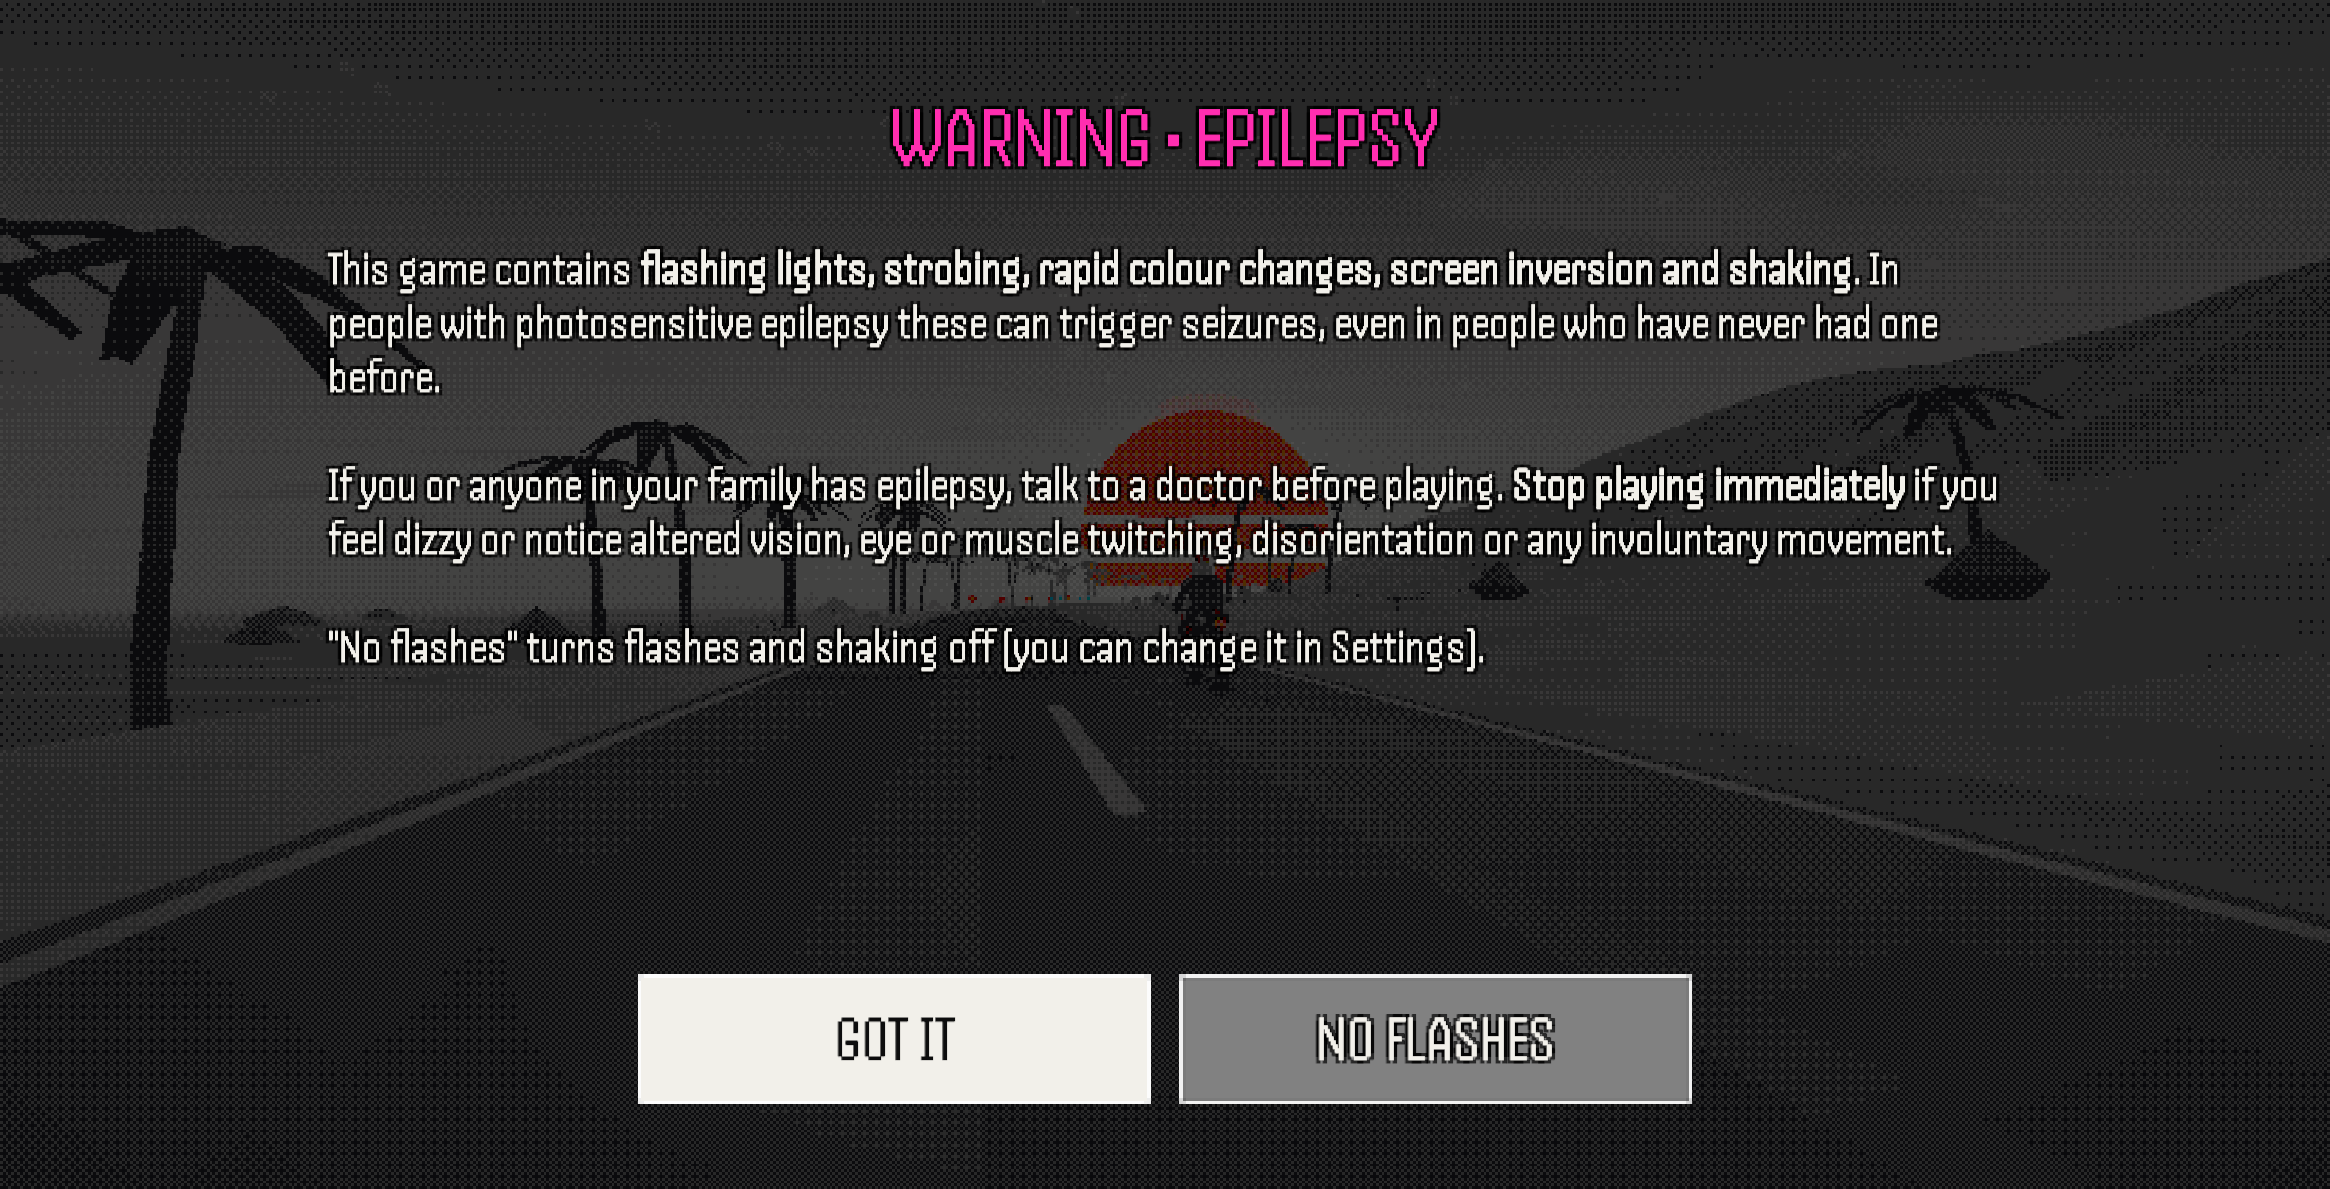 WARNING · EPILEPSY
This game contains flashing lights, strobing, rapid colour changes, screen inversion and shaking. In
people with photosensitive epilepsy these can trigger seizures, even in people who have never had one
before.
If you or anyone in your family has epilepsy, talk to a doctor before playing. Stop playing immediately if you
feel dizzy or notice altered vision, eye or muscle twitching, disorientation or any involuntary movement.
"No flashes" turns flashes and shaking off (you can change it in Settings).
GOT IT
NO FLASHES